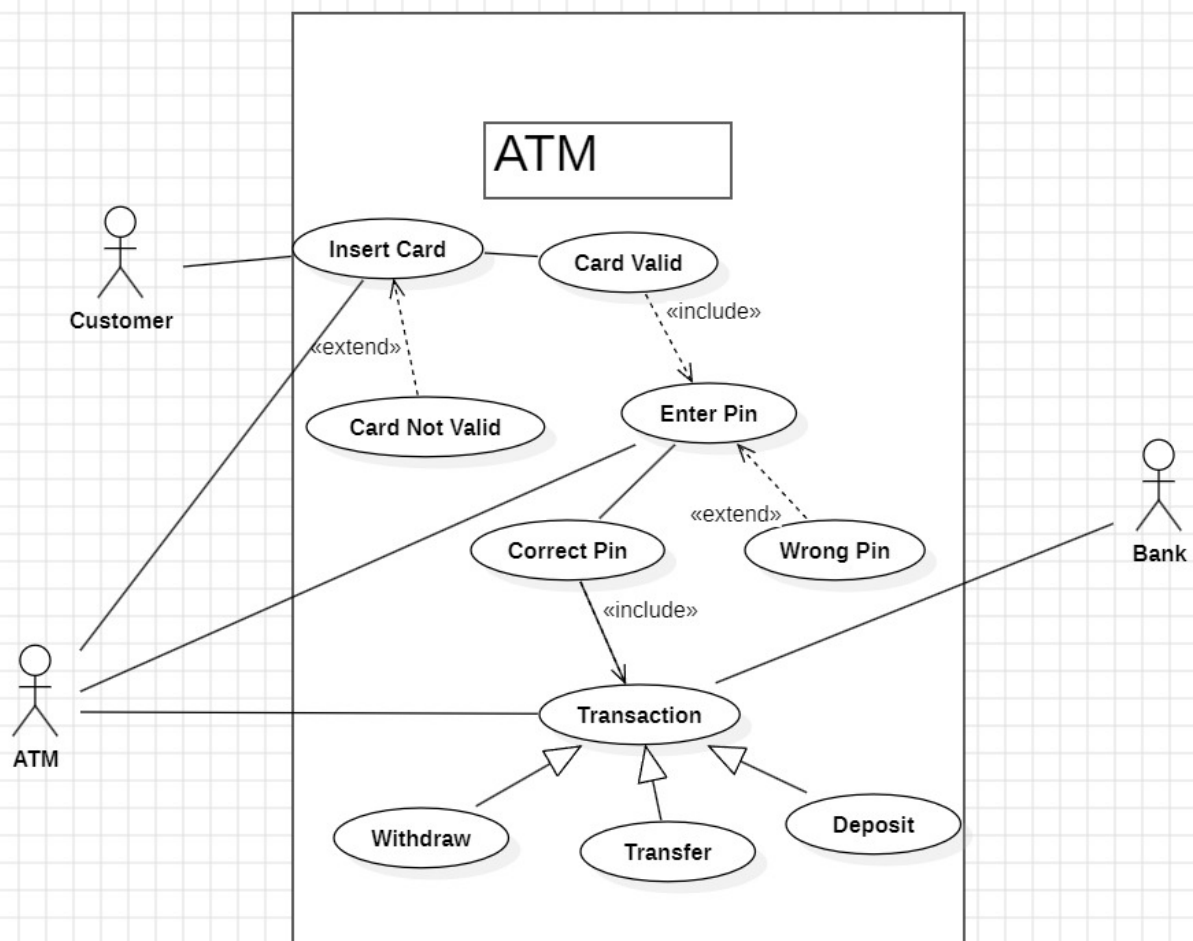 ATM
Insert Card
Card Valid
«include»
Customer
«extend»
Enter Pin
Card Not Valid
«extend»
Correct Pin
Wrong Pin
Bank
«include»
Transaction
ATM
Withdraw
Transfer
Deposit